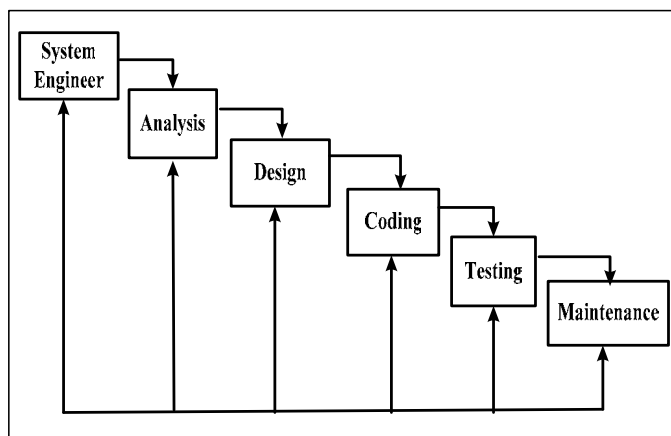 System
Engineer
Analysis
Design
Coding
Testing
Maintenance